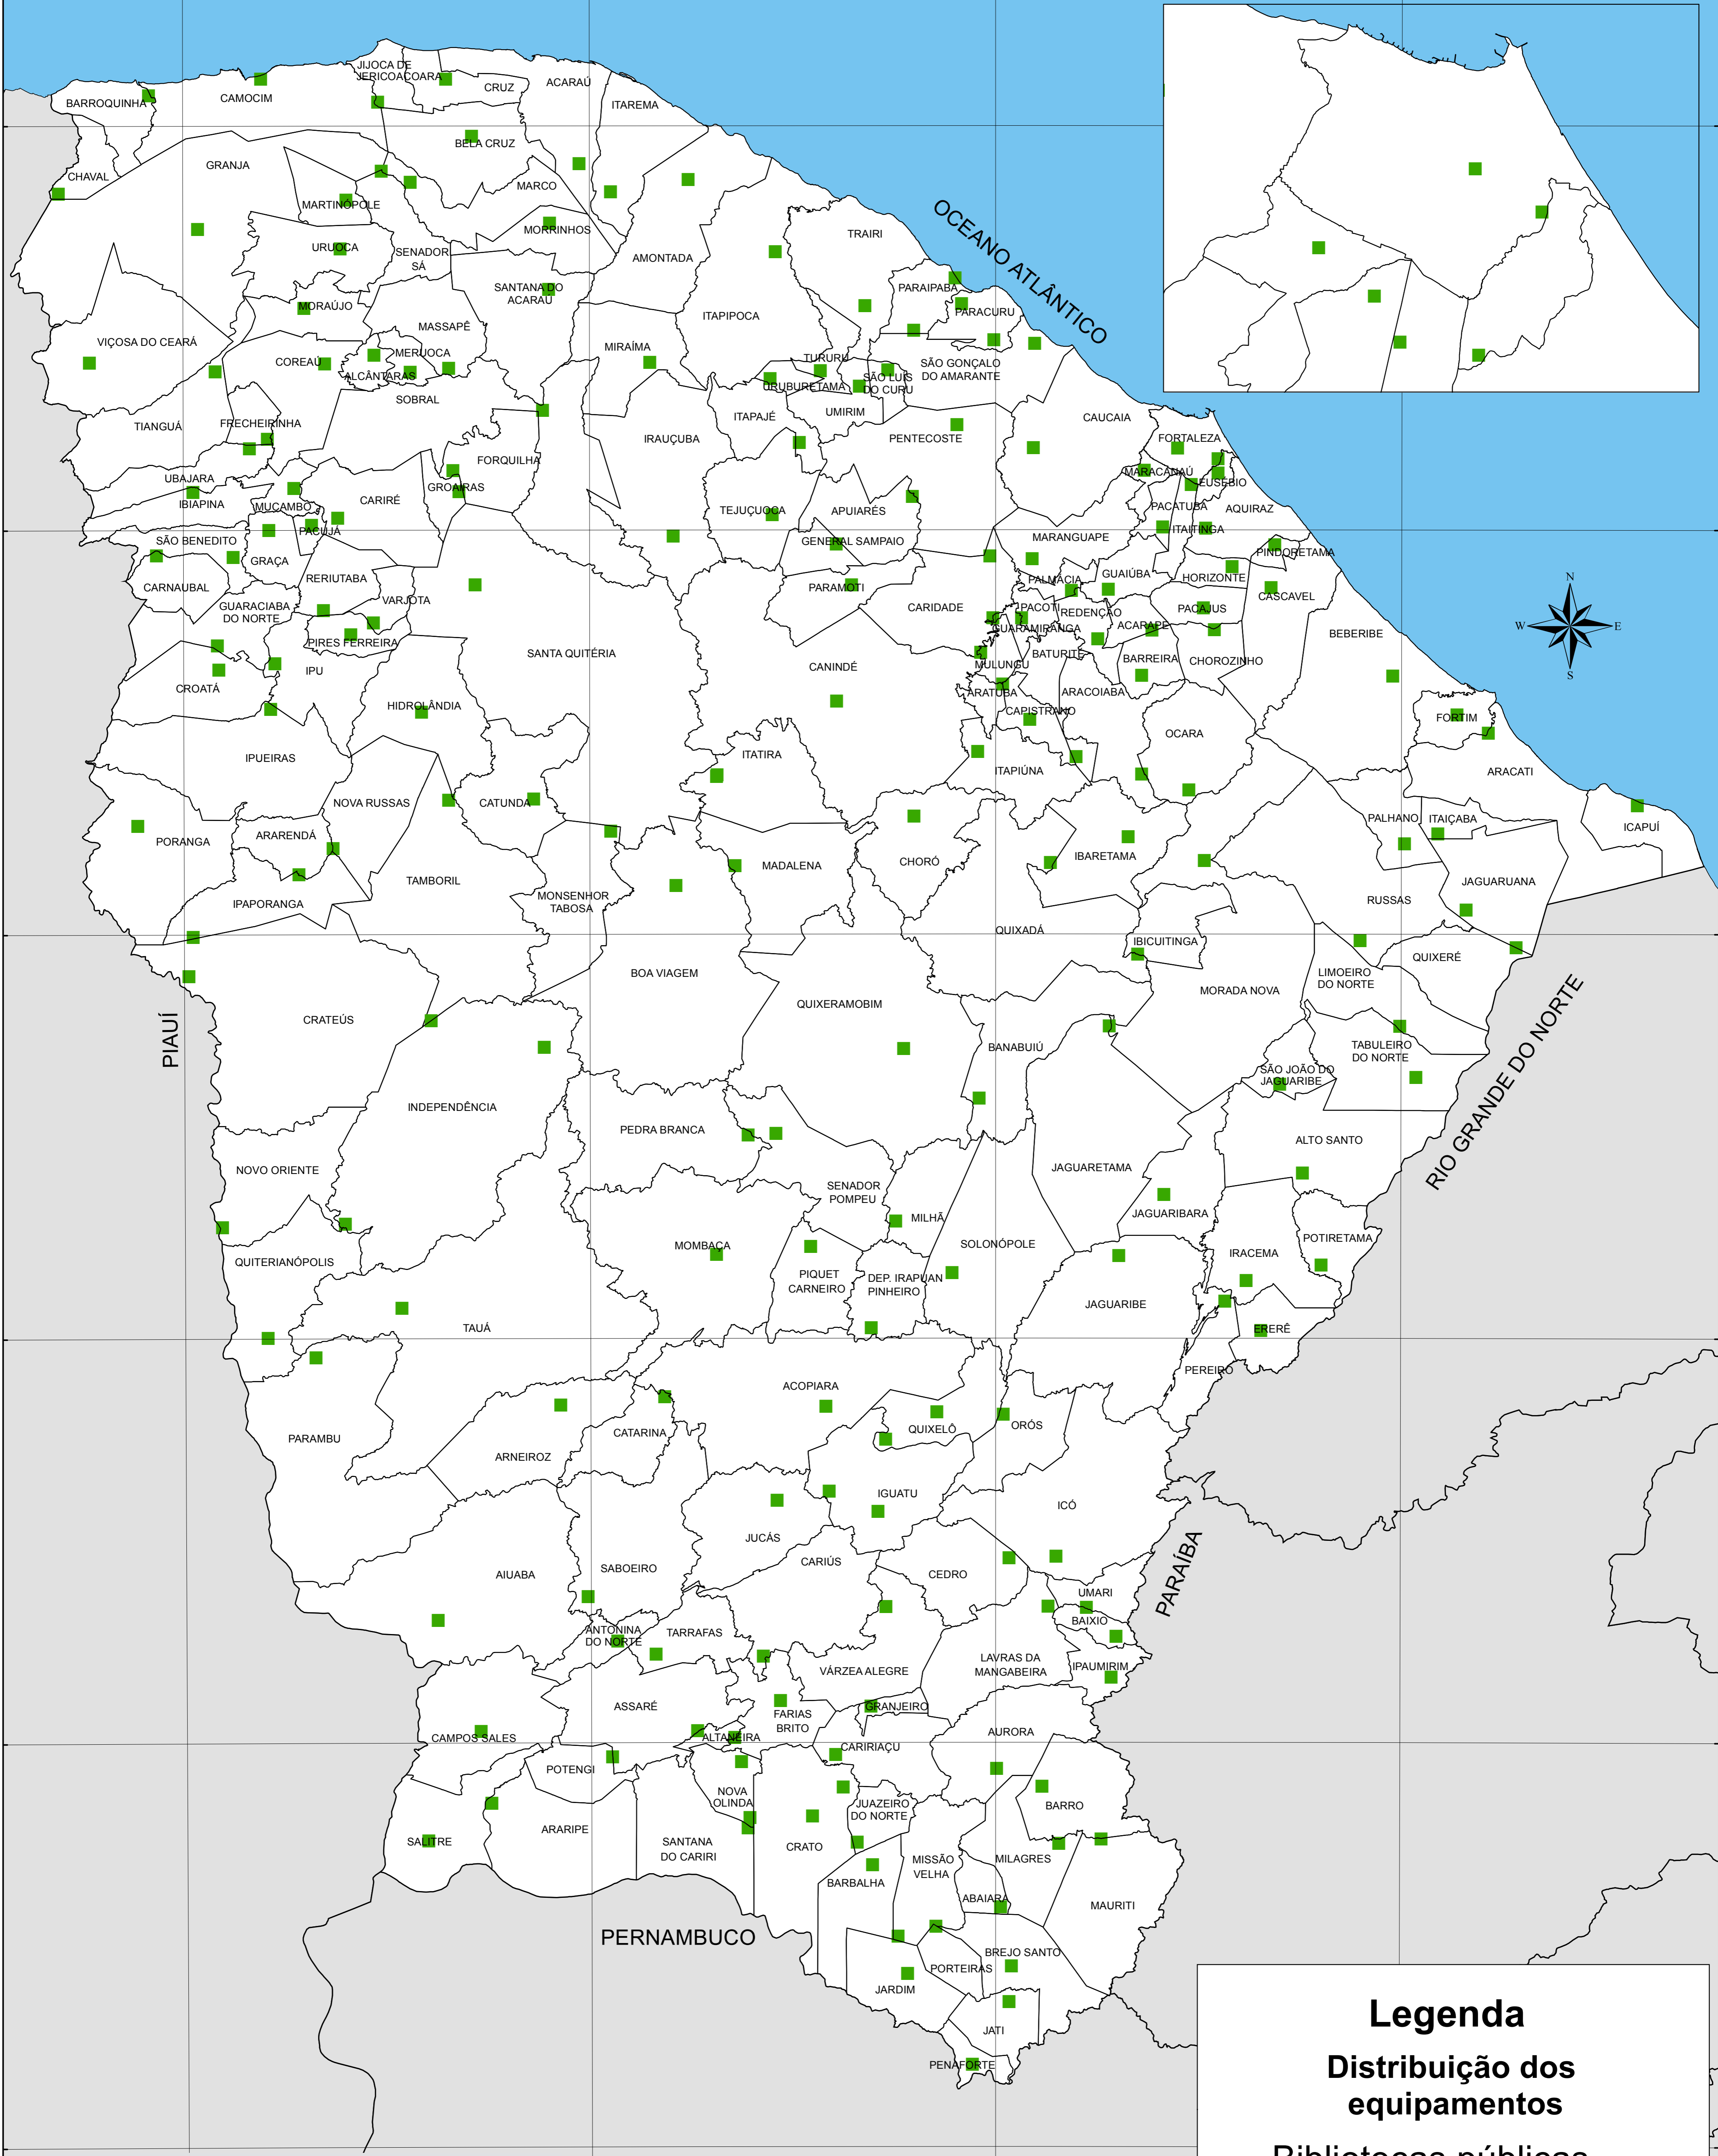 JIJOCA DE
JERICOACOARA
CRUZ
ACARAÚ
BARROQUINHA
CAMOCIM
ITAREMA
BELA CRUZ
GRANJA
CHAVAL
MARCO
MARTINÓPOLE
OCEANO ATLÂNTICO
MORRINHOS
TRAIRI
URUOCA
SENADOR
SÁ
AMONTADA
SANTANA DO
ACARAÚ
PARAIPABA
MORAÚJO
PARACURU
ITAPIPOCA
MASSAPÊ
VIÇOSA DO CEARÁ
MIRAÍMA
MERUOCA
TURURU
COREAÚ
SÃO GONÇALO
DO AMARANTE
ALCÂNTARAS
SÃO LUIS
DO CURU
URUBURETAMA
SOBRAL
UMIRIM
ITAPAJÉ
CAUCAIA
FRECHEIRINHA
TIANGUÁ
IRAUÇUBA
PENTECOSTE
FORTALEZA
FORQUILHA
MARACANAÚ
UBAJARA
EUSÉBIO
GROAÍRAS
IBIAPINA
MUCAMBO
CARIRÉ
PACATUBA
AQUIRAZ
TEJUÇUOCA
APUIARÉS
PACUJÁ
ITAITINGA
MARANGUAPE
SÃO BENEDITO
GENERAL SAMPAIO
PINDORETAMA
GRAÇA
GUAIÚBA
HORIZONTE
RERIUTABA
PALMÁCIA
CARNAUBAL
PARAMOTI
CASCAVEL
VARJOTA
CARIDADE
PACOTI
PACAJUS
GUARACIABA
DO NORTE
REDENÇÃO
ACARAPE
GUARAMIRANGA
BEBERIBE
N
W
E
S
PIRES FERREIRA
SANTA QUITÉRIA
BATURITÉ
BARREIRA
CHOROZINHO
IPU
CANINDÉ
MULUNGU
CROATÁ
ARATUBA
ARACOIABA
HIDROLÂNDIA
CAPISTRANO
FORTIM
OCARA
IPUEIRAS
ITATIRA
ITAPIÚNA
ARACATI
NOVA RUSSAS
CATUNDA
PALHANO
ITAIÇABA
ICAPUÍ
ARARENDÁ
PORANGA
IBARETAMA
MADALENA
CHORÓ
TAMBORIL
JAGUARUANA
MONSENHOR
TABOSA
IPAPORANGA
RUSSAS
QUIXADÁ
IBICUITINGA
QUIXERÉ
BOA VIAGEM
LIMOEIRO
DO NORTE
MORADA NOVA
QUIXERAMOBIM
CRATEÚS
PIAUÍ
BANABUIÚ
TABULEIRO
DO NORTE
RIO GRANDE DO NORTE
SÃO JOÃO DO
JAGUARIBE
INDEPENDÊNCIA
PEDRA BRANCA
ALTO SANTO
NOVO ORIENTE
JAGUARETAMA
SENADOR
POMPEU
JAGUARIBARA
MILHÃ
POTIRETAMA
MOMBAÇA
SOLONÓPOLE
IRACEMA
QUITERIANÓPOLIS
PIQUET
CARNEIRO
DEP. IRAPUAN
PINHEIRO
JAGUARIBE
TAUÁ
ERERÊ
PEREIRO
ACOPIARA
ORÓS
QUIXELÔ
CATARINA
PARAMBU
ARNEIROZ
IGUATU
ICÓ
JUCÁS
CARIÚS
PARAÍBA
SABOEIRO
AIUABA
CEDRO
UMARI
BAIXIO
ANTONINA
DO NORTE
TARRAFAS
LAVRAS DA
MANGABEIRA
IPAUMIRIM
VÁRZEA ALEGRE
ASSARÉ
GRANJEIRO
FARIAS
BRITO
AURORA
CAMPOS SALES
ALTANEIRA
CARIRIAÇU
POTENGI
NOVA
OLINDA
JUAZEIRO
DO NORTE
BARRO
ARARIPE
SALITRE
SANTANA
DO CARIRI
CRATO
MISSÃO
VELHA
MILAGRES
BARBALHA
ABAIARA
MAURITI
PERNAMBUCO
BREJO SANTO
PORTEIRAS
JARDIM
JATI
PENAFORTE
Legenda
Distribuição dos
equipamentos
Bibliotecas públicas